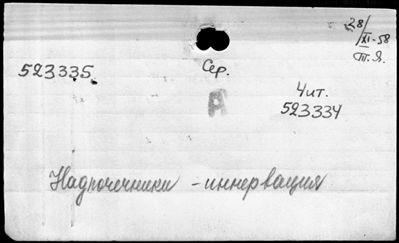 28/
XI-58
Т.Я.
523335.
Сер.
А
Чит.
523334
Надпочечники - иннервация